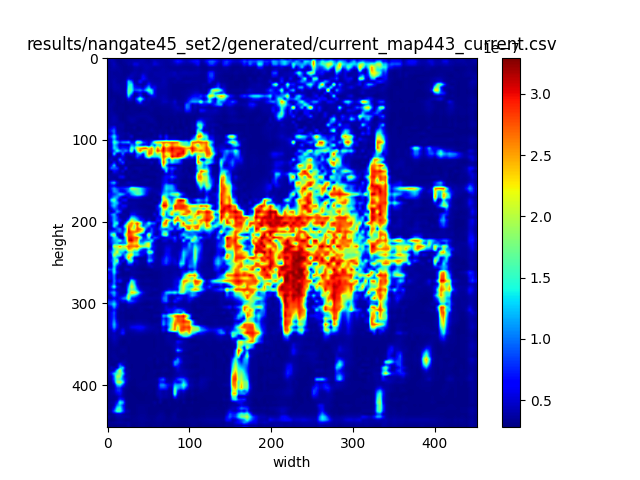 results/nangate45_set2/generated/current_map443_current.csv
1e−7
0
100
200
300
400
height
0 100 200 300 400
width
3.0
2.5
2.0
1.5
1.0
0.5